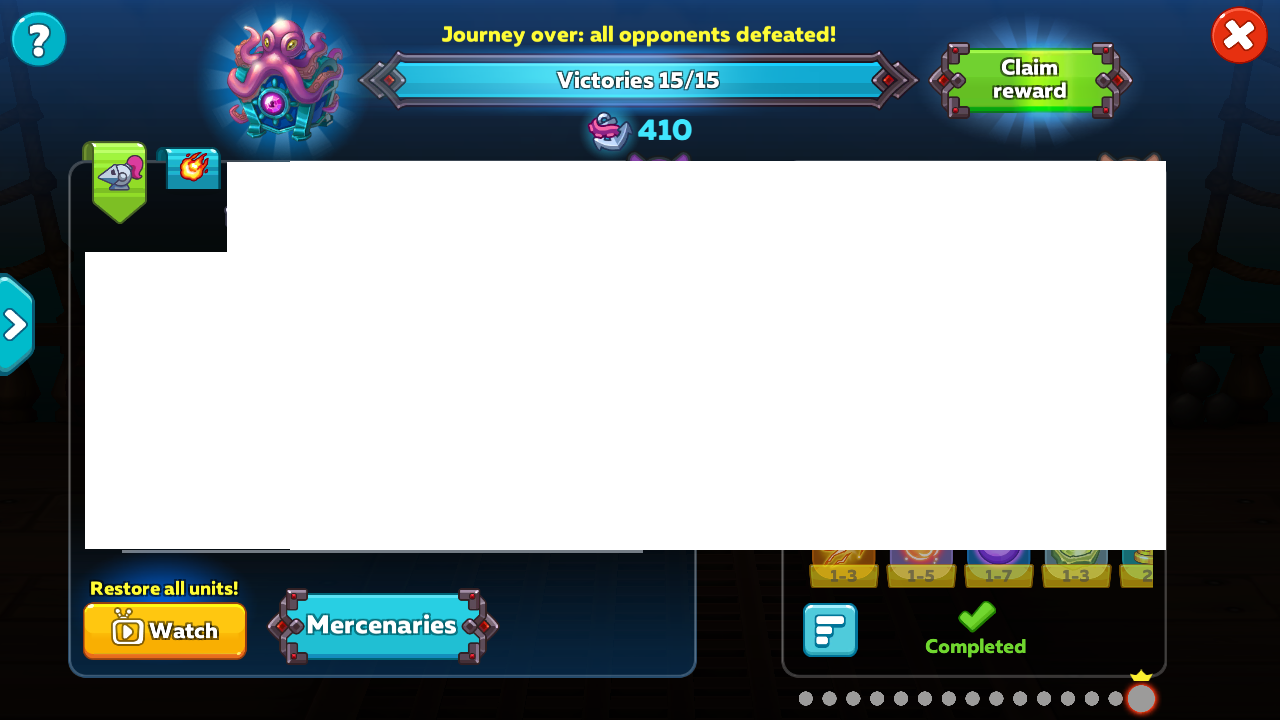 ?
Journey over: all opponents defeated!
Victories 15/15
Claim
reward
410
1-3
1-5
1-7
1-3
2
Restore all units!
Watch
Mercenaries
Completed